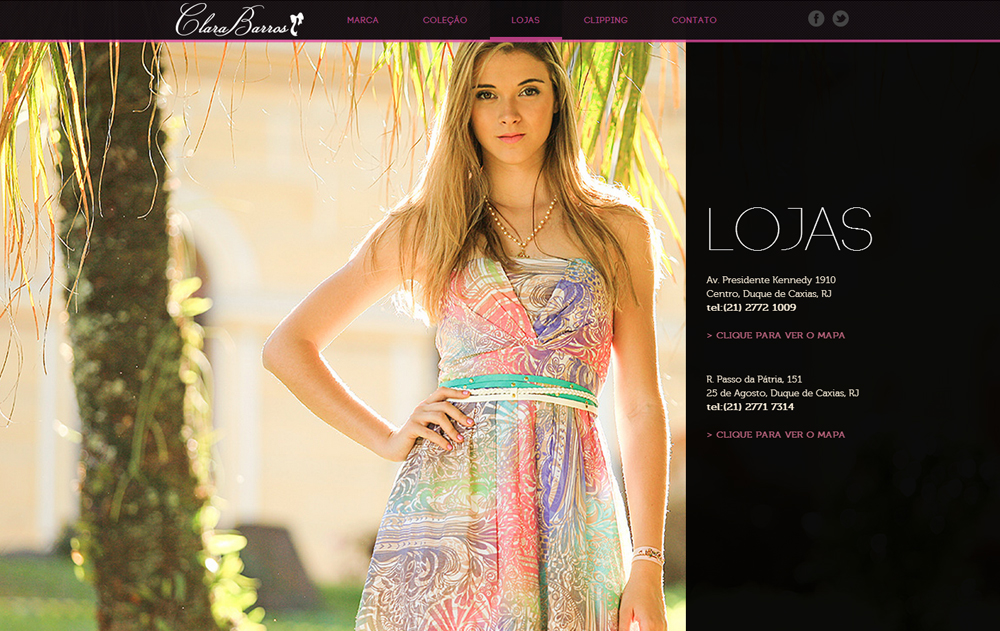 Clara Barros
MARCA COLEÇÃO LOJAS CLIPPING CONTATO
LOJAS
Av. Presidente Kennedy 1910
Centro, Duque de Caxias, RJ
tel:(21) 2772 1009
> CLIQUE PARA VER O MAPA
R. Passo da Pátria, 151
25 de Agosto, Duque de Caxias, RJ
tel:(21) 2771 7314
> CLIQUE PARA VER O MAPA